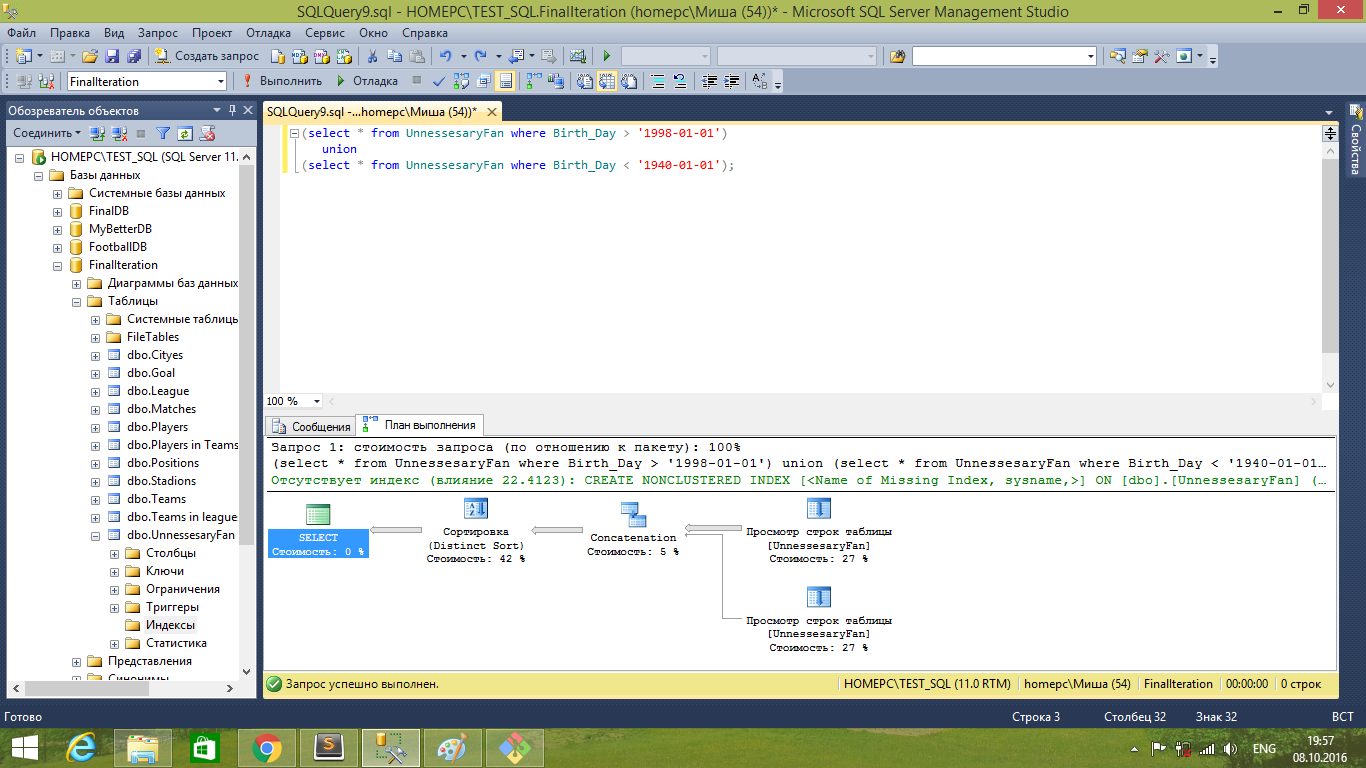 SQLQuery9.sql - HOMEPC\TEST_SQL.FinalIteration (homepc\Миша (54))* - Microsoft SQL Server Management Studio
Файл Правка Вид Запрос Проект Отладка Сервис Окно Справка
Создать запрос
FinalIteration Выполнить Отладка
Обозреватель объектов
SQLQuery9.sql -...homepc\Миша (54))*
Соединить
HOMEPC\TEST_SQL (SQL Server 11.
Базы данных
Системные базы данных
FinalDB
MyBetterDB
FootballDB
FinalIteration
Диаграммы баз данных
Таблицы
Системные таблицы
FileTables
dbo.Cityes
dbo.Goal
dbo.League
dbo.Matches
dbo.Players
dbo.Players in Teams
dbo.Positions
dbo.Stadions
dbo.Teams
dbo.Teams in league
dbo.UnnessesaryFan
Столбцы
Ключи
Ограничения
Триггеры
Индексы
Статистика
Представления
Синонимы
(select * from UnnessesaryFan where Birth_Day > '1998-01-01')
union
(select * from UnnessesaryFan where Birth_Day < '1940-01-01');
Свойства
100 %
Сообщения План выполнения
Запрос 1: стоимость запроса (по отношению к пакету): 100%
(select * from UnnessesaryFan where Birth_Day > '1998-01-01') union (select * from UnnessesaryFan where Birth_Day < '1940-01-01...
Отсутствует индекс (влияние 22.4123): CREATE NONCLUSTERED INDEX [<Name of Missing Index, sysname,>] ON [dbo].[UnnessesaryFan] (...
SELECT
Стоимость: 0 %
Сортировка
(Distinct Sort)
Стоимость: 42 %
Concatenation
Стоимость: 5 %
Просмотр строк таблицы
[UnnessesaryFan]
Стоимость: 27 %
Просмотр строк таблицы
[UnnessesaryFan]
Стоимость: 27 %
Запрос успешно выполнен.
HOMEPC\TEST_SQL (11.0 RTM) homepc\Миша (54) FinalIteration 00:00:00 0 строк
Готово Строка 3 Столбец 32 Знак 32 ВСТ
ENG
19:57
08.10.2016